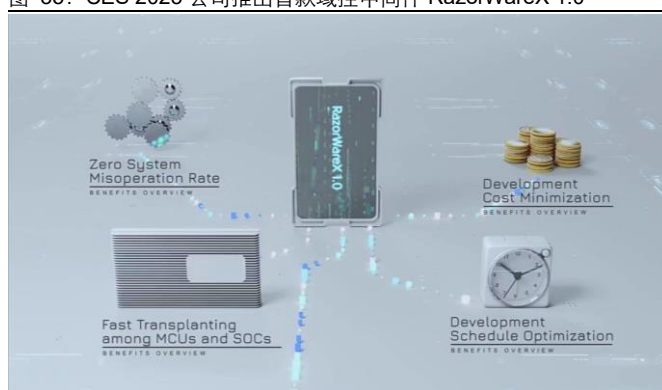 RazorWareX 1.0
Zero System
Misoperation Rate
BENEFITS OVERVIEW
Development
Cost Minimization
BENEFITS OVERVIEW
Fast Transplanting
among MCUs and SOCs
BENEFITS OVERVIEW
Development
Schedule Optimization
BENEFITS OVERVIEW